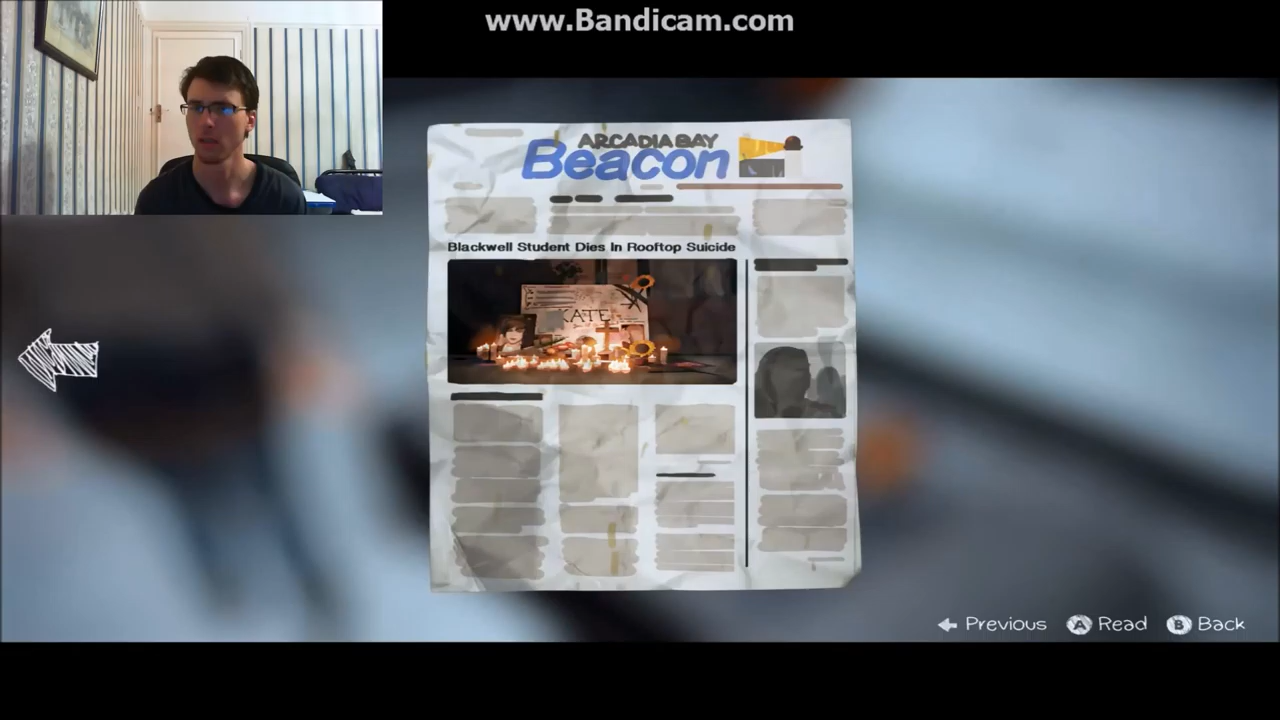 www.Bandicam.com
ARCADIA BAY
Beacon
Blackwell Student Dies In Rooftop Suicide
KATE
Previous
A Read
B Back